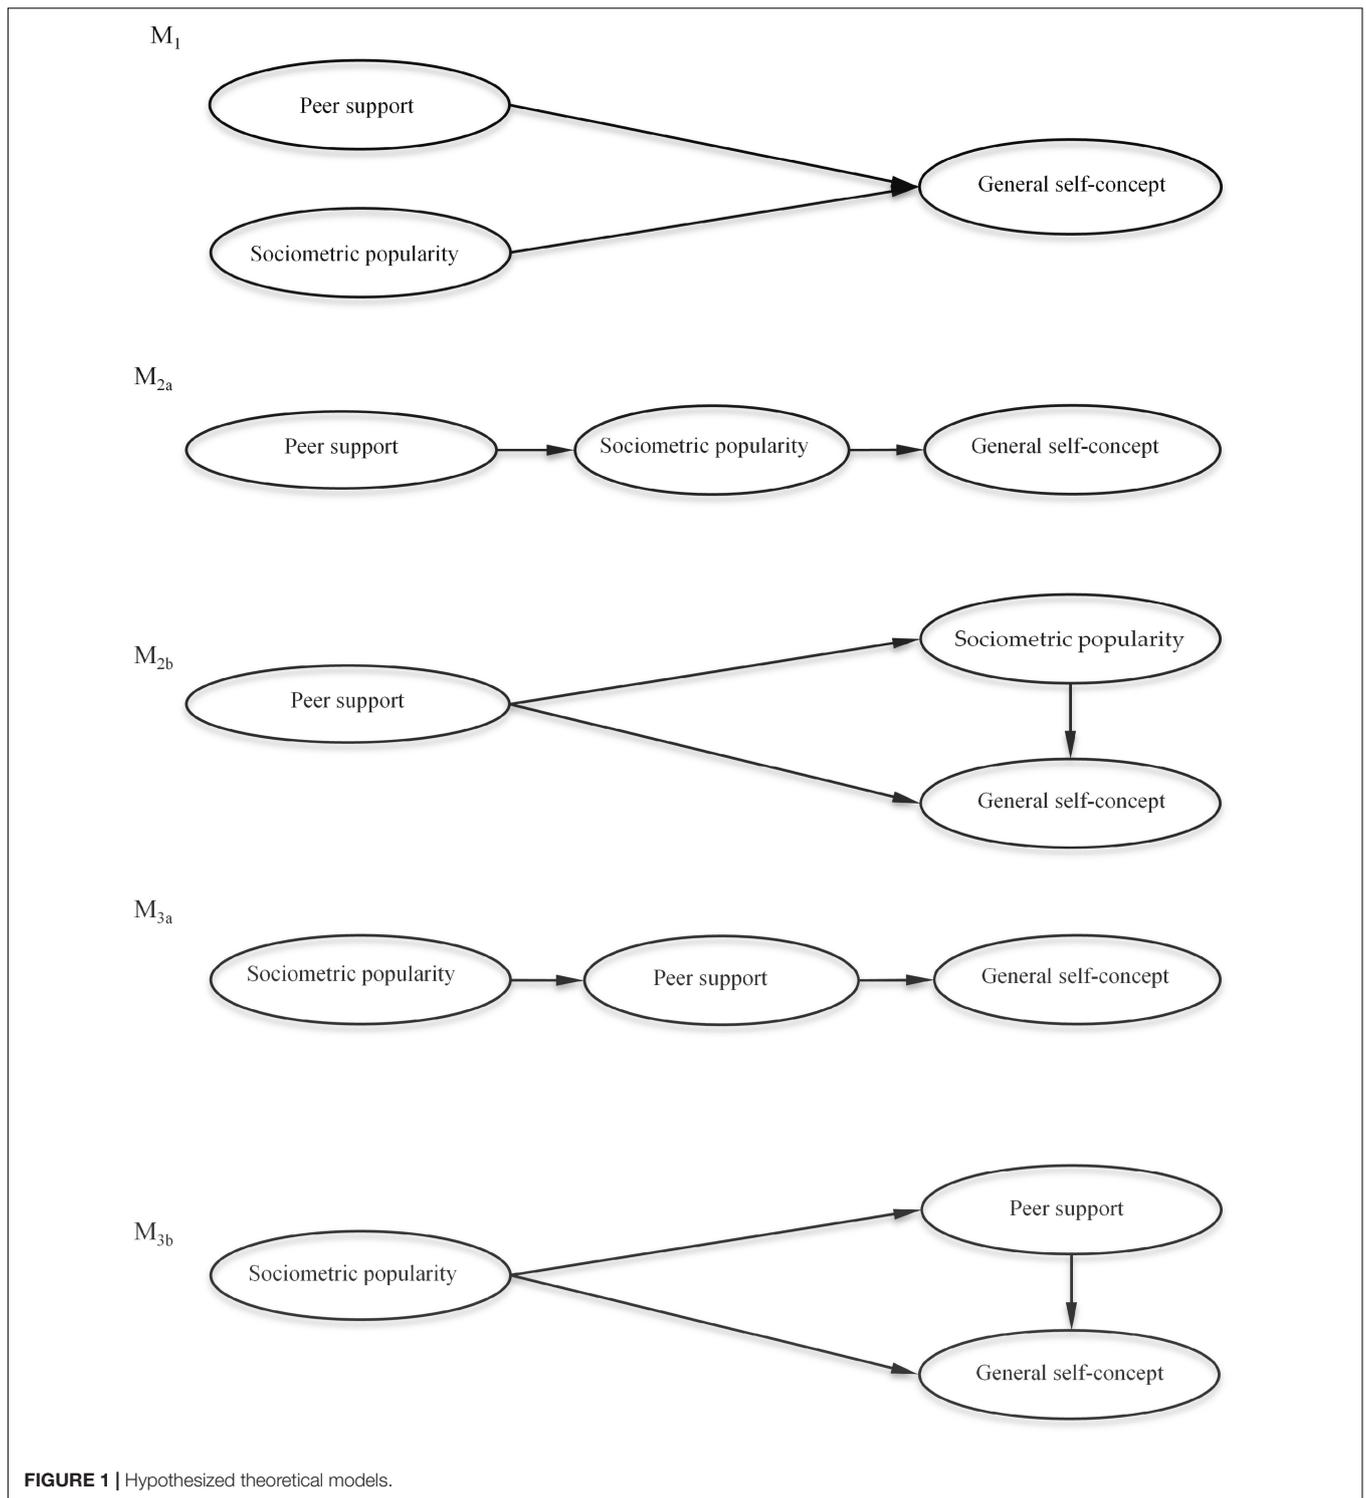 M1
Peer support
General self-concept
Sociometric popularity
M2a
Peer support
Sociometric popularity
General self-concept
M2b
Sociometric popularity
Peer support
General self-concept
M3a
Sociometric popularity
Peer support
General self-concept
M3b
Peer support
Sociometric popularity
General self-concept
FIGURE 1 | Hypothesized theoretical models.